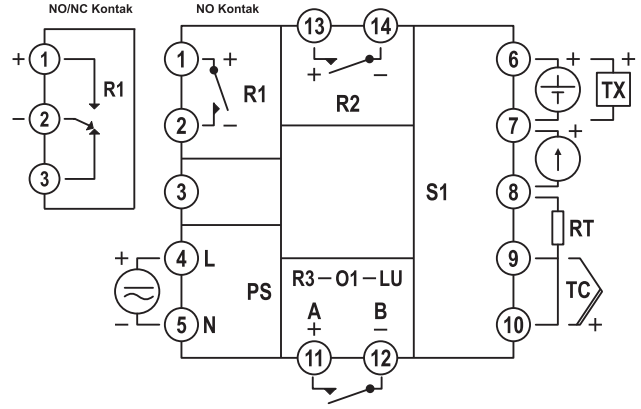 NO/NC Kontak
NO Kontak
13 14
+ 1
1 +
6 +
+
+ −
TX
R1
R1
R2
− 2
2 −
7
+
3
3
S1
8
RT
+ 4 L
9
PS
R3−O1−LU
TC
A B
− 5 N
+ −
10
+
11 12